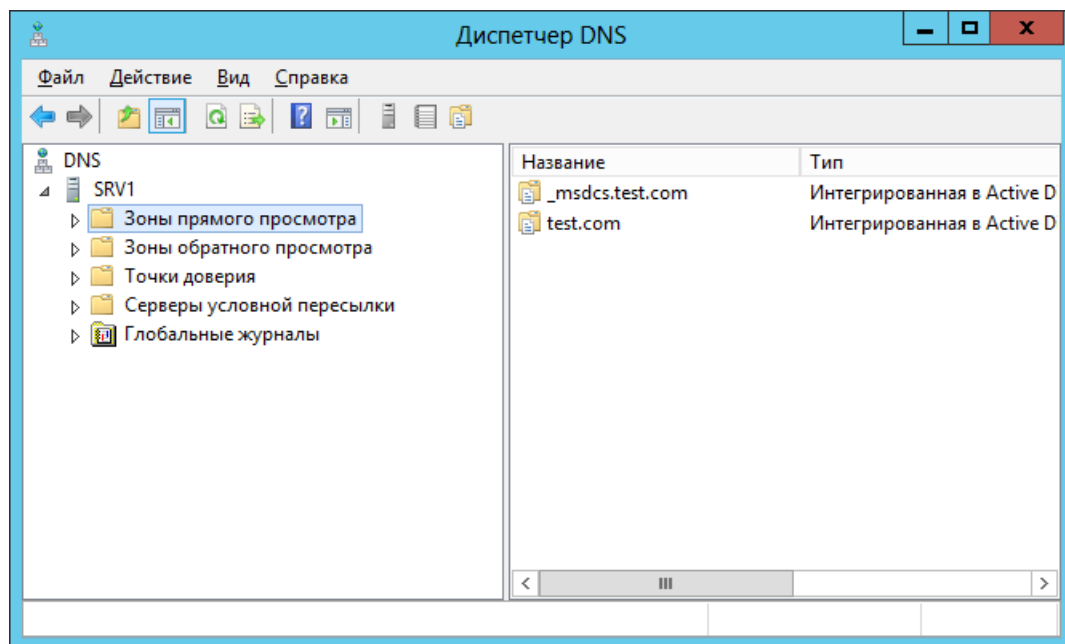 Диспетчер DNS
Файл Действие Вид Справка
DNS
SRV1
Зоны прямого просмотра
Зоны обратного просмотра
Точки доверия
Серверы условной пересылки
Глобальные журналы
Название Тип
_msdcs.test.com Интегрированная в Active D
test.com Интегрированная в Active D